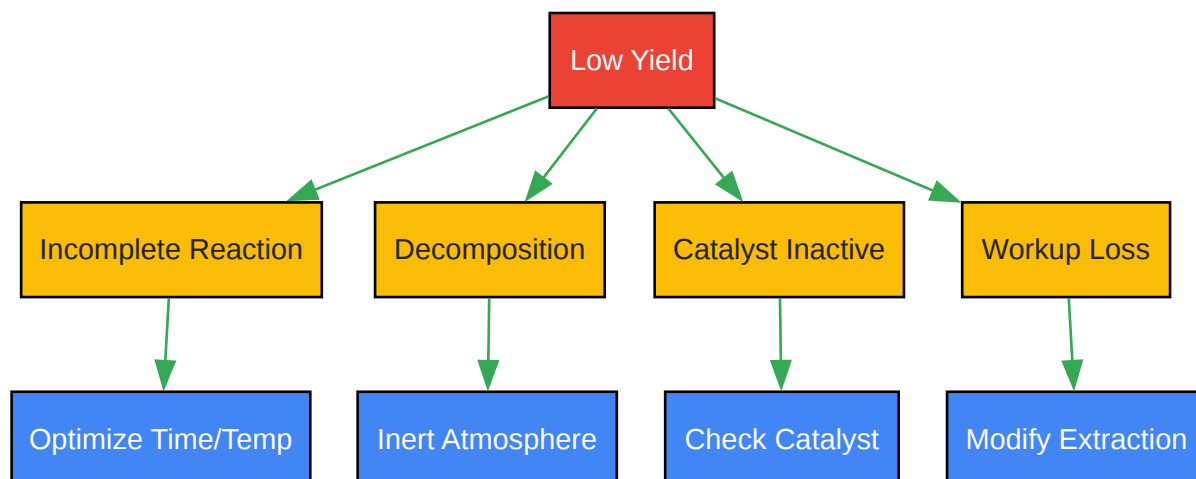 Low Yield
Incomplete Reaction
Decomposition
Catalyst Inactive
Workup Loss
Optimize Time/Temp
Inert Atmosphere
Check Catalyst
Modify Extraction